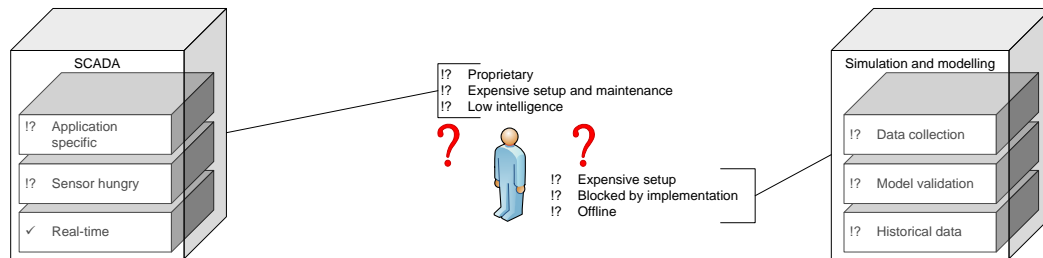 SCADA
!? Application
specific
!? Sensor hungry
✓ Real-time
!? Proprietary
!? Expensive setup and maintenance
!? Low intelligence
? ?
!? Expensive setup
!? Blocked by implementation
!? Offline
Simulation and modelling
!? Data collection
!? Model validation
!? Historical data